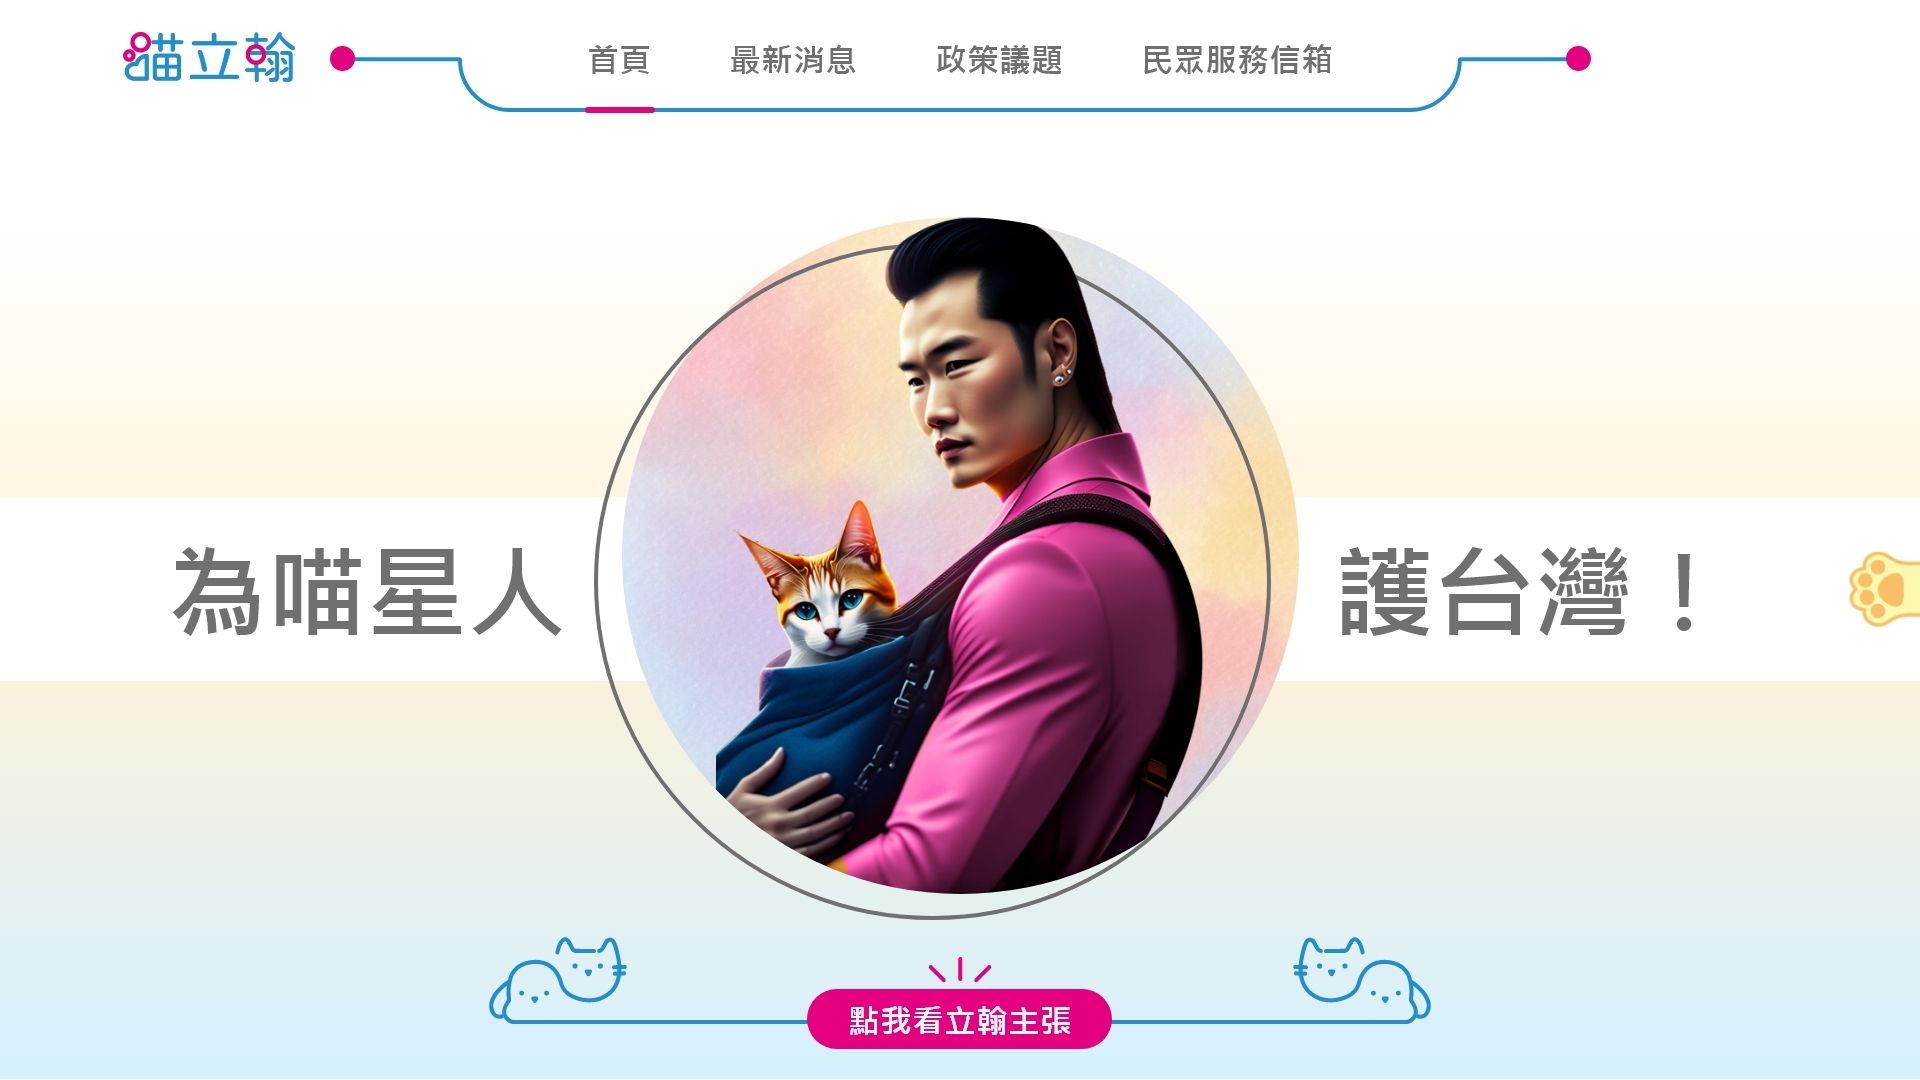 喵立翰
首頁
最新消息
政策議題
民眾服務信箱
為喵星人
護台灣！
點我看立翰主張